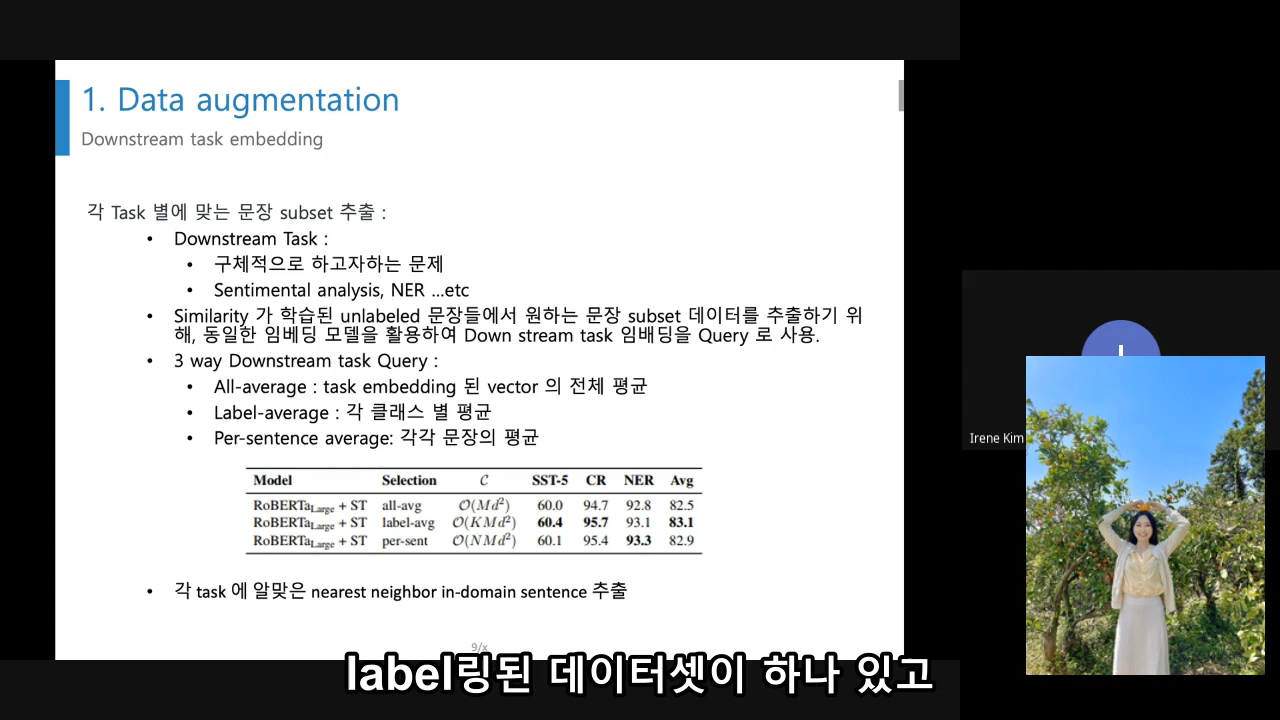 1. Data augmentation
Downstream task embedding
각 Task 별에 맞는 문장 subset 추출 :
• Downstream Task :
• 구체적으로 하고자하는 문제
• Sentimental analysis, NER ...etc
• Similarity 가 학습된 unlabeled 문장들에서 원하는 문장 subset 데이터를 추출하기 위
해, 동일한 임베딩 모델을 활용하여 Down stream task 임배딩을 Query 로 사용.
• 3 way Downstream task Query :
• All-average : task embedding 된 vector 의 전체 평균
• Label-average : 각 클래스 별 평균
• Per-sentence average: 각각 문장의 평균
Model Selection C SST-5 CR NER Avg
RoBERTaLarge + ST all-avg O(Md²) 60.0 94.7 92.8 82.5
RoBERTaLarge + ST label-avg O(KMd²) 60.4 95.7 93.1 83.1
RoBERTaLarge + ST per-sent O(NMd²) 60.1 95.4 93.3 82.9
• 각 task 에 알맞은 nearest neighbor in-domain sentence 추출
9/x
Irene Kim
label링된 데이터셋이 하나 있고